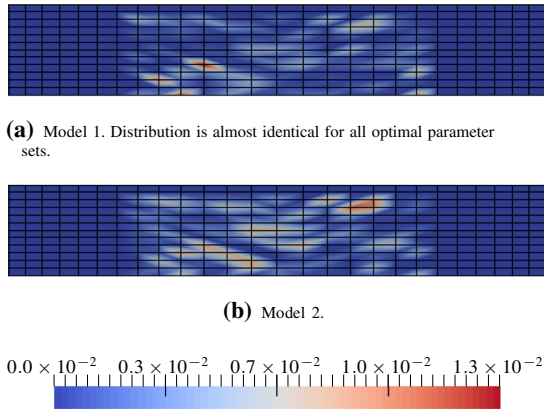 (a) Model 1. Distribution is almost identical for all optimal parameter
sets.
(b) Model 2.
0.0 × 10⁻² 0.3 × 10⁻² 0.7 × 10⁻² 1.0 × 10⁻² 1.3 × 10⁻²